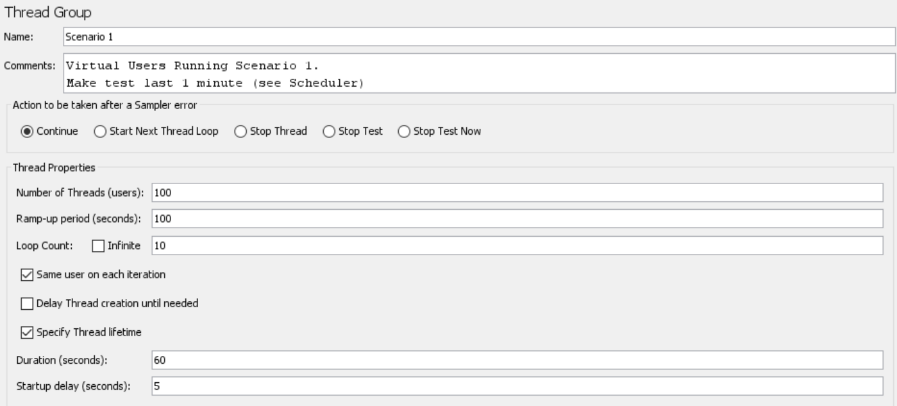 Thread Group
Name: Scenario 1
Comments: Virtual Users Running Scenario 1.
Make test last 1 minute (see Scheduler)
Action to be taken after a Sampler error
Continue Start Next Thread Loop Stop Thread Stop Test Stop Test Now
Thread Properties
Number of Threads (users): 100
Ramp-up period (seconds): 100
Loop Count: Infinite 10
Same user on each iteration
Delay Thread creation until needed
Specify Thread lifetime
Duration (seconds): 60
Startup delay (seconds): 5